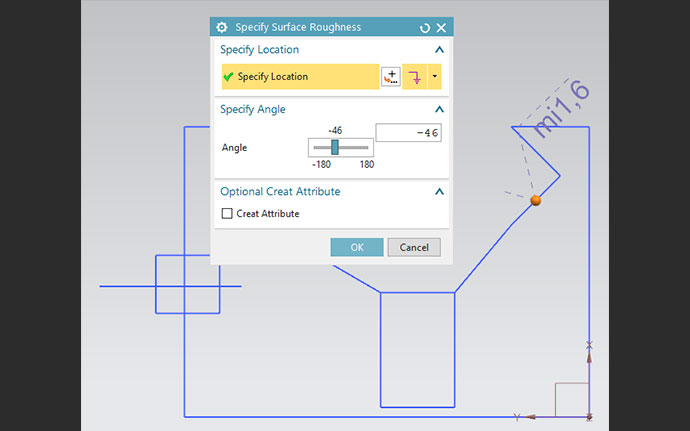 Specify Surface Roughness
Specify Location
Specify Location
Specify Angle
-46
-46
Angle
-180 180
Optional Creat Attribute
Creat Attribute
OK Cancel
mi1,6
X
Y Z